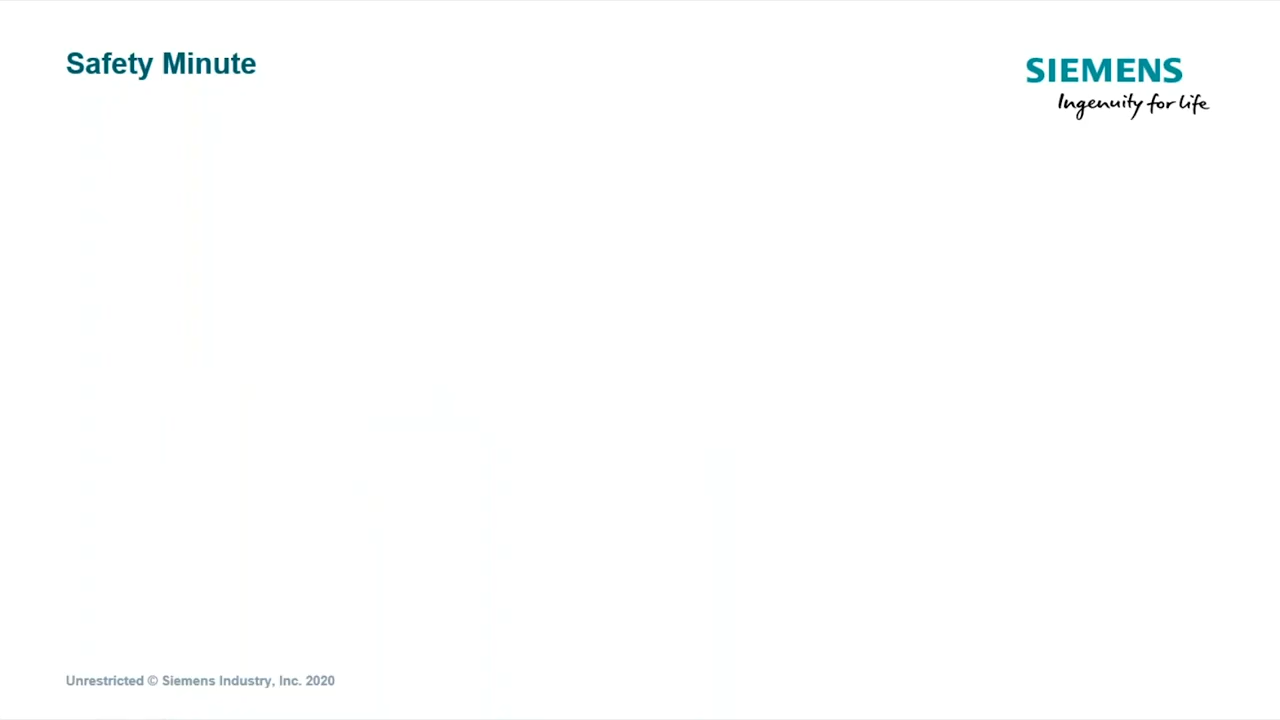 Safety Minute
SIEMENS
Ingenuity for life
Unrestricted © Siemens Industry, Inc. 2020